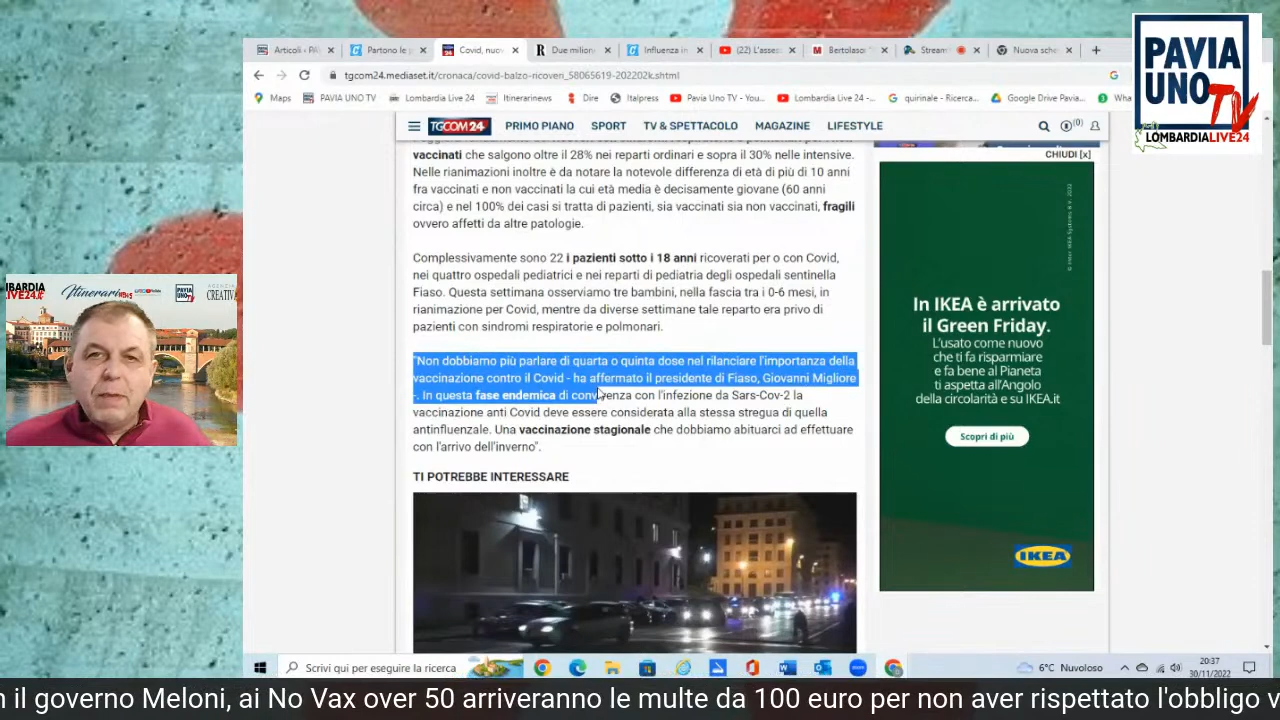 Articoli ‹ PA
Partono le
Covid, nuo
Due milion
Influenza in
(22) L'asses
Bertolaso:
Stream
Nuova sche
tgcom24.mediaset.it/cronaca/covid-balzo-ricoveri_58065619-202202k.shtml
Maps
PAVIA UNO TV
Lombardia Live 24
Itinerarinews
Dire
Italpress
Pavia Uno TV - You...
Lombardia Live 24 -...
quirinale - Ricerca...
Google Drive Pavia...
Wha
PAVIA
UNO
TV
LOMBARDIALIVE24
TGCOM24
PRIMO PIANO
SPORT
TV & SPETTACOLO
MAGAZINE
LIFESTYLE
(0)
CHIUDI [x]
vaccinati che salgono oltre il 28% nei reparti ordinari e sopra il 30% nelle intensive.
Nelle rianimazioni inoltre è da notare la notevole differenza di età di più di 10 anni
fra vaccinati e non vaccinati la cui età media è decisamente giovane (60 anni
circa) e nel 100% dei casi si tratta di pazienti, sia vaccinati sia non vaccinati, fragili
ovvero affetti da altre patologie.
Complessivamente sono 22 i pazienti sotto i 18 anni ricoverati per o con Covid,
nei quattro ospedali pediatrici e nei reparti di pediatria degli ospedali sentinella
Fiaso. Questa settimana osserviamo tre bambini, nella fascia tra i 0-6 mesi, in
rianimazione per Covid, mentre da diverse settimane tale reparto era privo di
pazienti con sindromi respiratorie e polmonari.
"Non dobbiamo più parlare di quarta o quinta dose nel rilanciare l'importanza della
vaccinazione contro il Covid - ha affermato il presidente di Fiaso, Giovanni Migliore
-. In questa fase endemica di convivenza con l'infezione da Sars-Cov-2 la
vaccinazione anti Covid deve essere considerata alla stessa stregua di quella
antinfluenzale. Una vaccinazione stagionale che dobbiamo abituarci ad effettuare
con l'arrivo dell'inverno".
TI POTREBBE INTERESSARE
In IKEA è arrivato
il Green Friday.
L'usato come nuovo
che ti fa risparmiare
e fa bene al Pianeta
ti aspetta all'Angolo
della circolarità e su IKEA.it
Scopri di più
IKEA
MBARDIA
LIVE24.it
Itinerari
NEWS
PAVIA
UNO
TV
AGENZIA
CREATIVA
Scrivi qui per eseguire la ricerca
6°C Nuvoloso
20:37
30/11/2022
n il governo Meloni, ai No Vax over 50 arriveranno le multe da 100 euro per non aver rispettato l'obbligo v